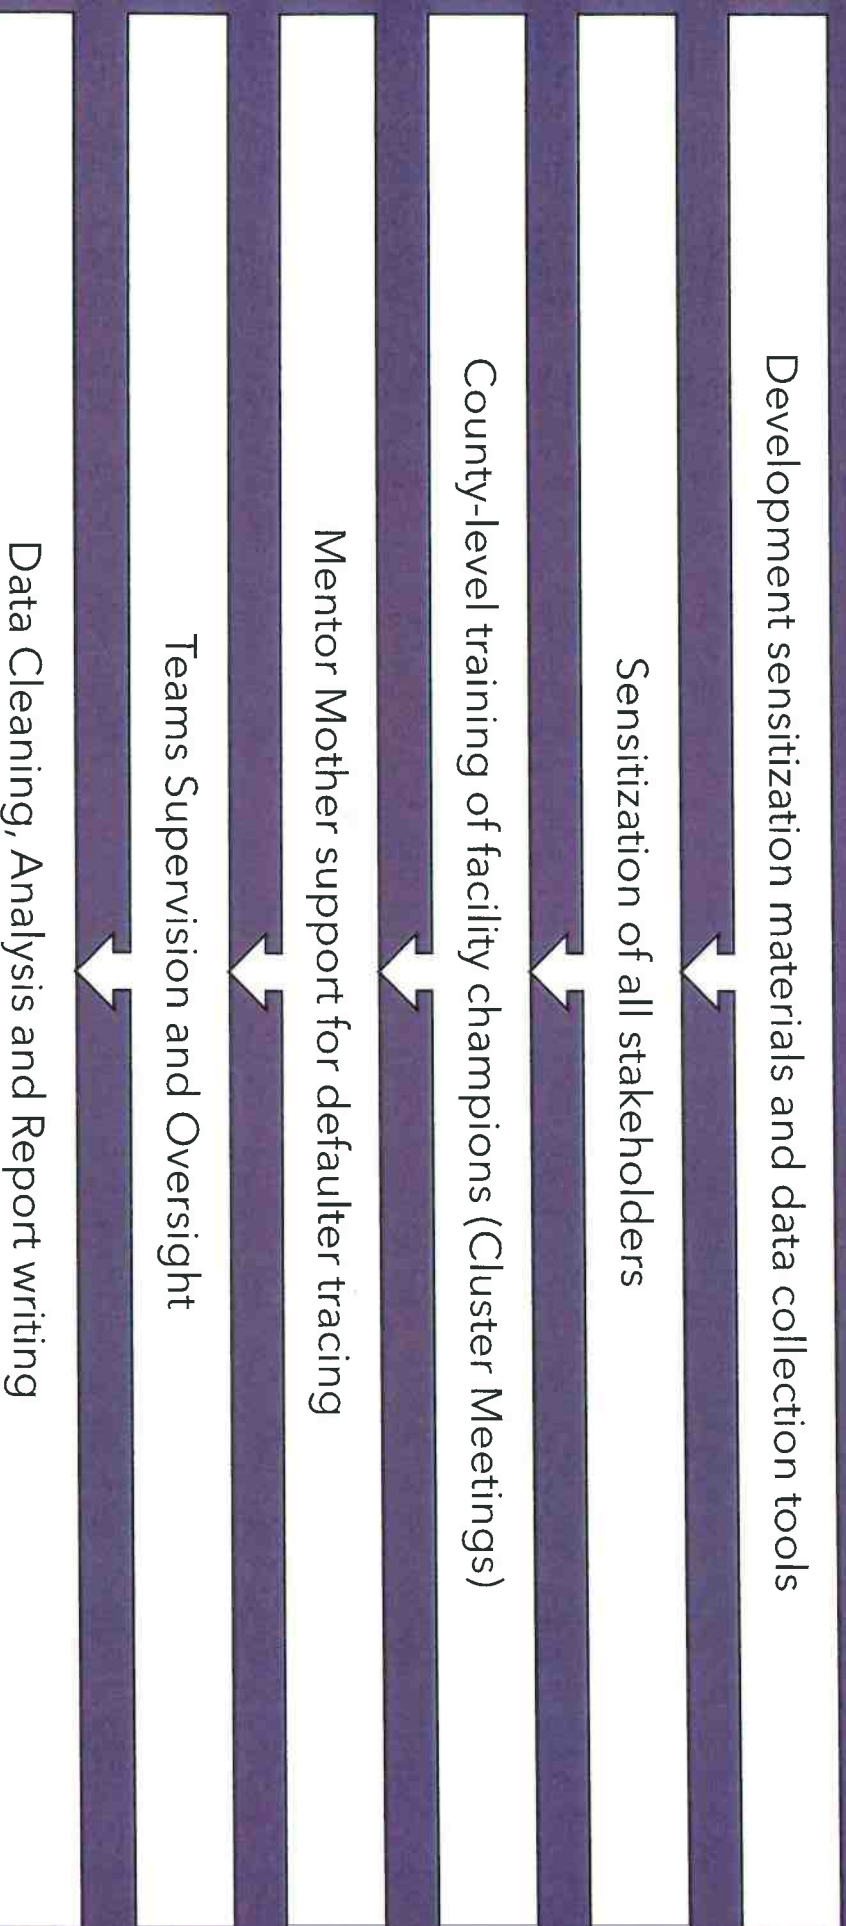 Development sensitization materials and data collection tools
Sensitization of all stakeholders
County-level training of facility champions (Cluster Meetings)
Mentor Mother support for defaulter tracing
Teams Supervision and Oversight
Data Cleaning, Analysis and Report writing